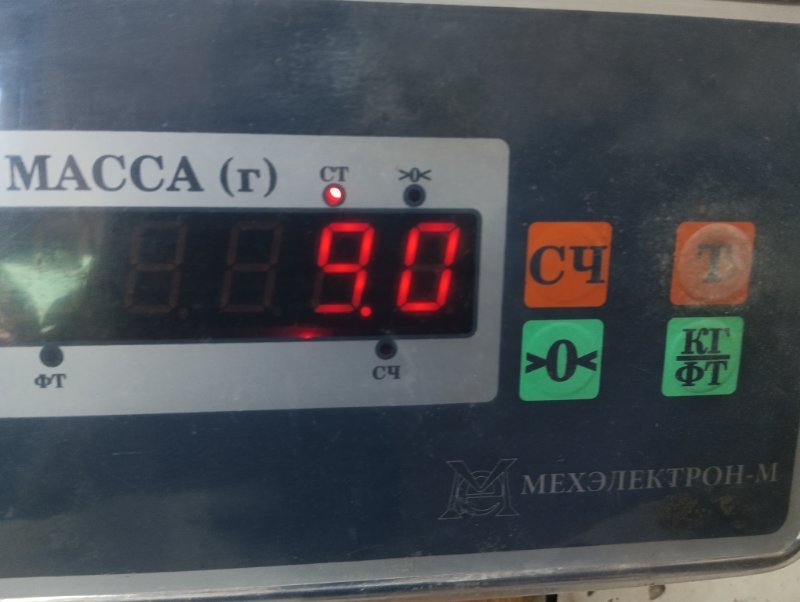 МАССА (г)
СТ
>0<
9.0
ФТ
СЧ
СЧ
Т
>0<
КГ
ФТ
МЕХЭЛЕКТРОН-М